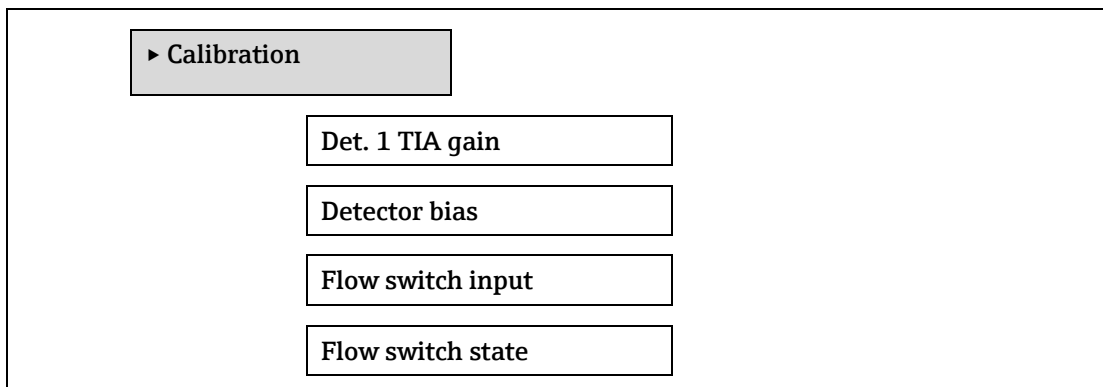 ▸ Calibration
Det. 1 TIA gain
Detector bias
Flow switch input
Flow switch state